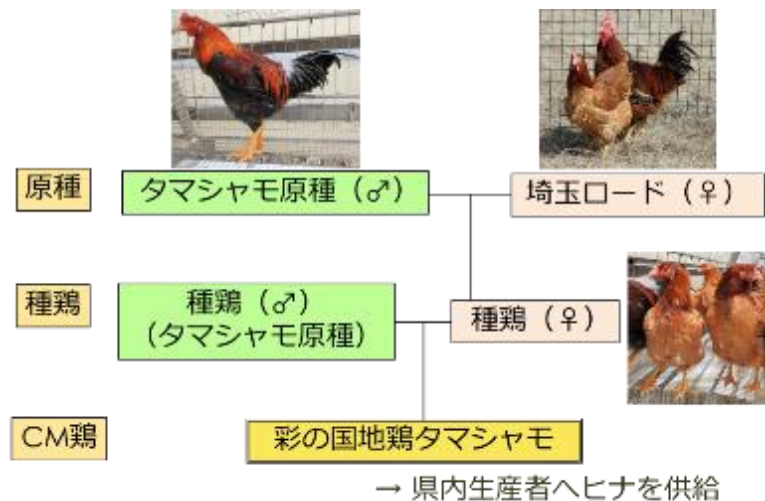 原種
タマシャモ原種（♂）
埼玉ロード（♀）
種鶏
種鶏（♂）
（タマシャモ原種）
種鶏（♀）
CM鶏
彩の国地鶏タマシャモ
→ 県内生産者へヒナを供給